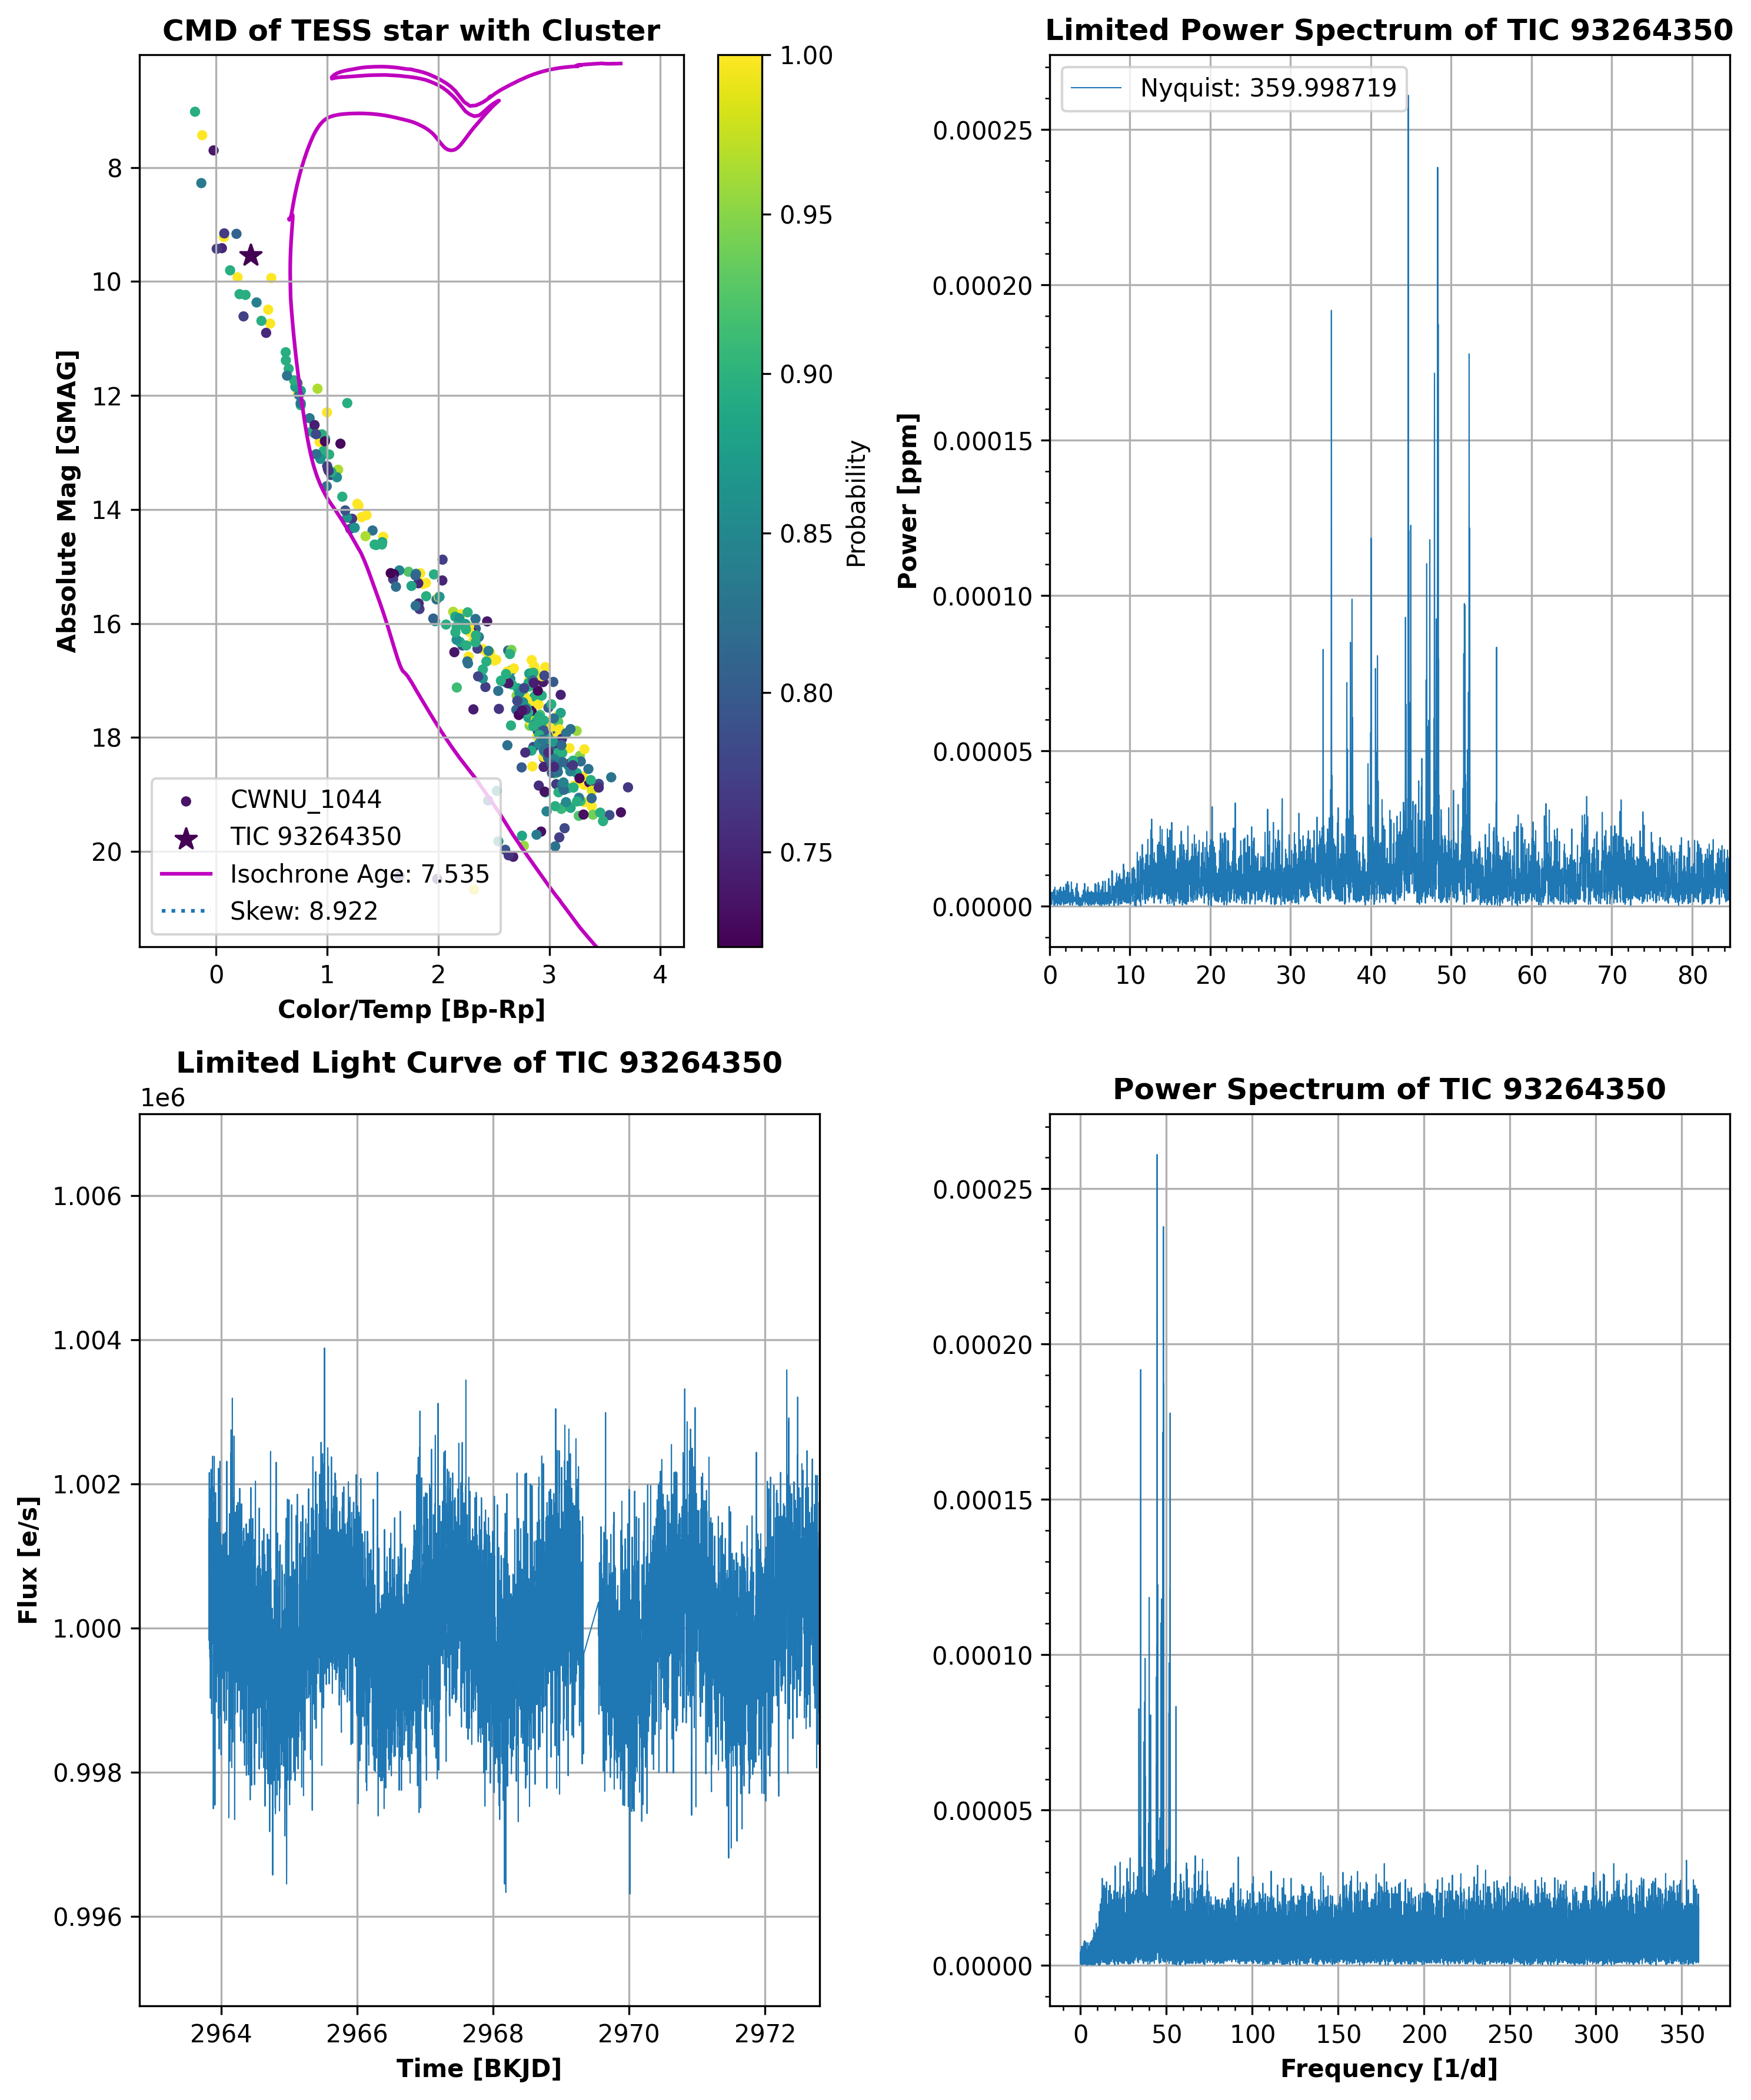 CMD of TESS star with Cluster
8
10
12
14
16
18
20
Absolute Mag [GMAG]
0 1 2 3 4
Color/Temp [Bp-Rp]
CWNU_1044
TIC 93264350
Isochrone Age: 7.535
Skew: 8.922
1.00
0.95
0.90
0.85
0.80
0.75
Probability
Limited Power Spectrum of TIC 93264350
Nyquist: 359.998719
0.00025
0.00020
0.00015
0.00010
0.00005
0.00000
Power [ppm]
0 10 20 30 40 50 60 70 80
Limited Light Curve of TIC 93264350
1e6
1.006
1.004
1.002
1.000
0.998
0.996
Flux [e/s]
2964 2966 2968 2970 2972
Time [BKJD]
Power Spectrum of TIC 93264350
0.00025
0.00020
0.00015
0.00010
0.00005
0.00000
0 50 100 150 200 250 300 350
Frequency [1/d]